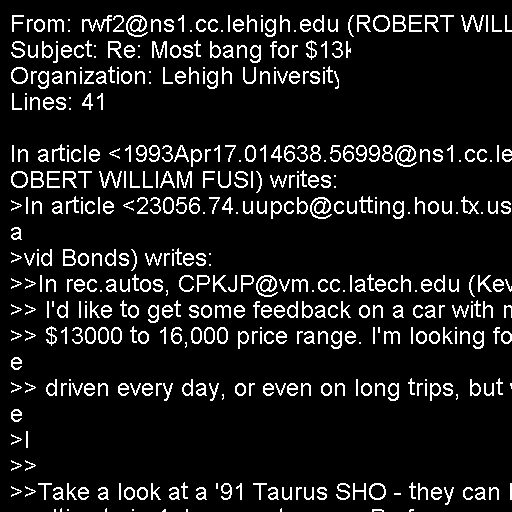 From: rwf2@ns1.cc.lehigh.edu (ROBERT WILL
Subject: Re: Most bang for $13
Organization: Lehigh University
Lines: 41
In article <1993Apr17.014638.56998@ns1.cc.le
OBERT WILLIAM FUSI) writes:
>In article <23056.74.uupcb@cutting.hou.tx.us
a
>vid Bonds) writes:
>>In rec.autos, CPKJP@vm.cc.latech.edu (Kev
>> I'd like to get some feedback on a car with
>> $13000 to 16,000 price range. I'm looking fo
e
>> driven every day, or even on long trips, but
e
>I
>>
>>Take a look at a '91 Taurus SHO - they can